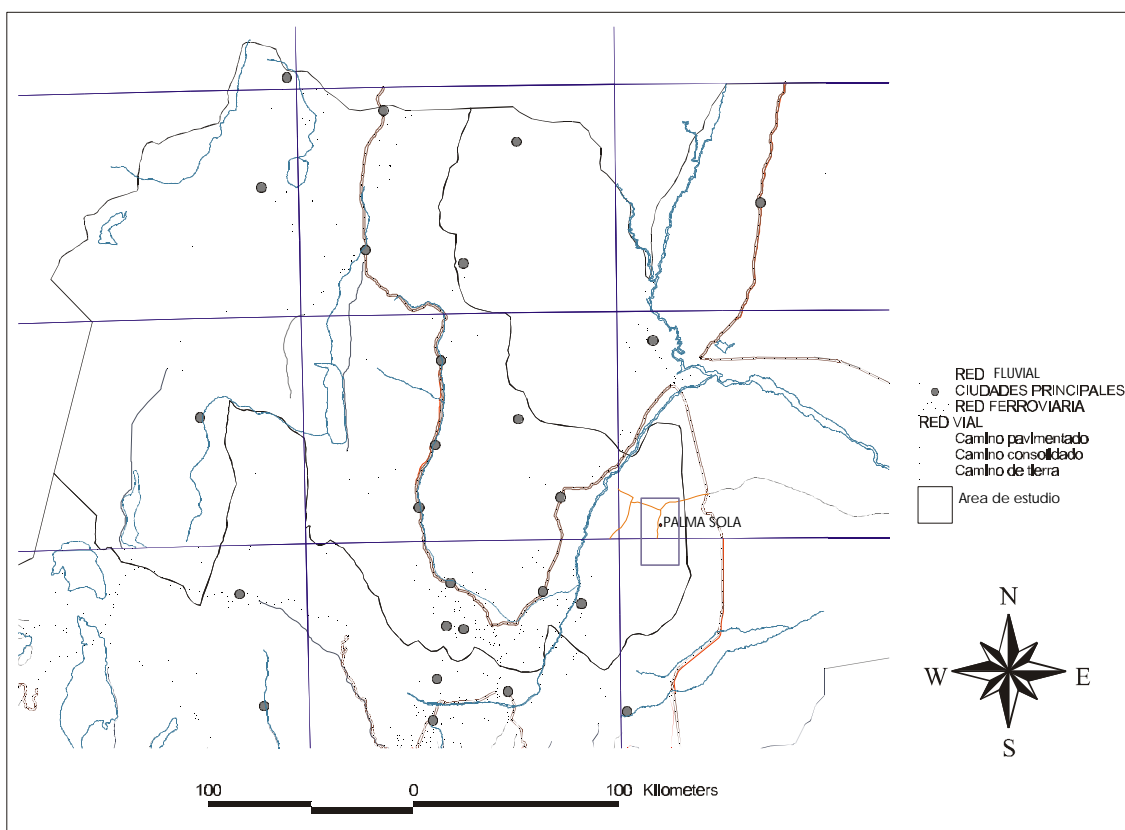 RED FLUVIAL
CIUDADES PRINCIPALES
RED FERROVIARIA
RED VIAL
Camino pavimentado
Camino consolidado
Camino de tierra
Area de estudio
PALMA SOLA
N
W E
S
100 0 100 Kilometers